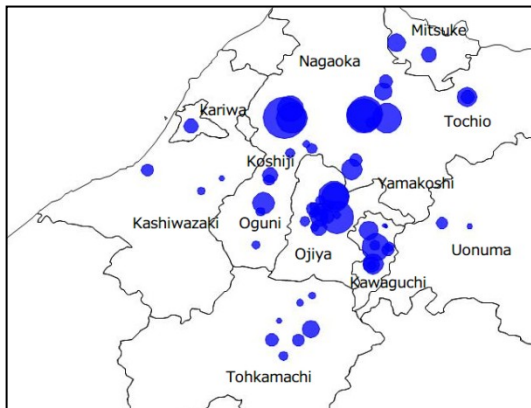 Mitsuke
Nagaoka
Kariwa
Tochio
Koshiji
Yamakoshi
Kashiwazaki
Oguni
Uonuma
Ojiya
Kawaguchi
Tohkamachi